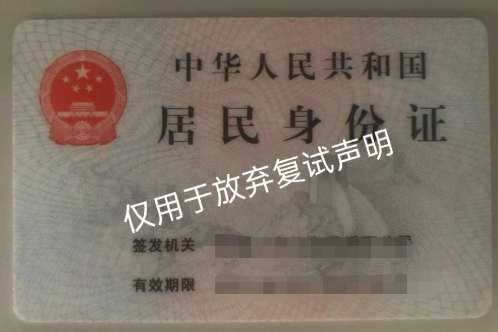 中华人民共和国
居民身份证
仅用于放弃复试声明
签发机关
有效期限